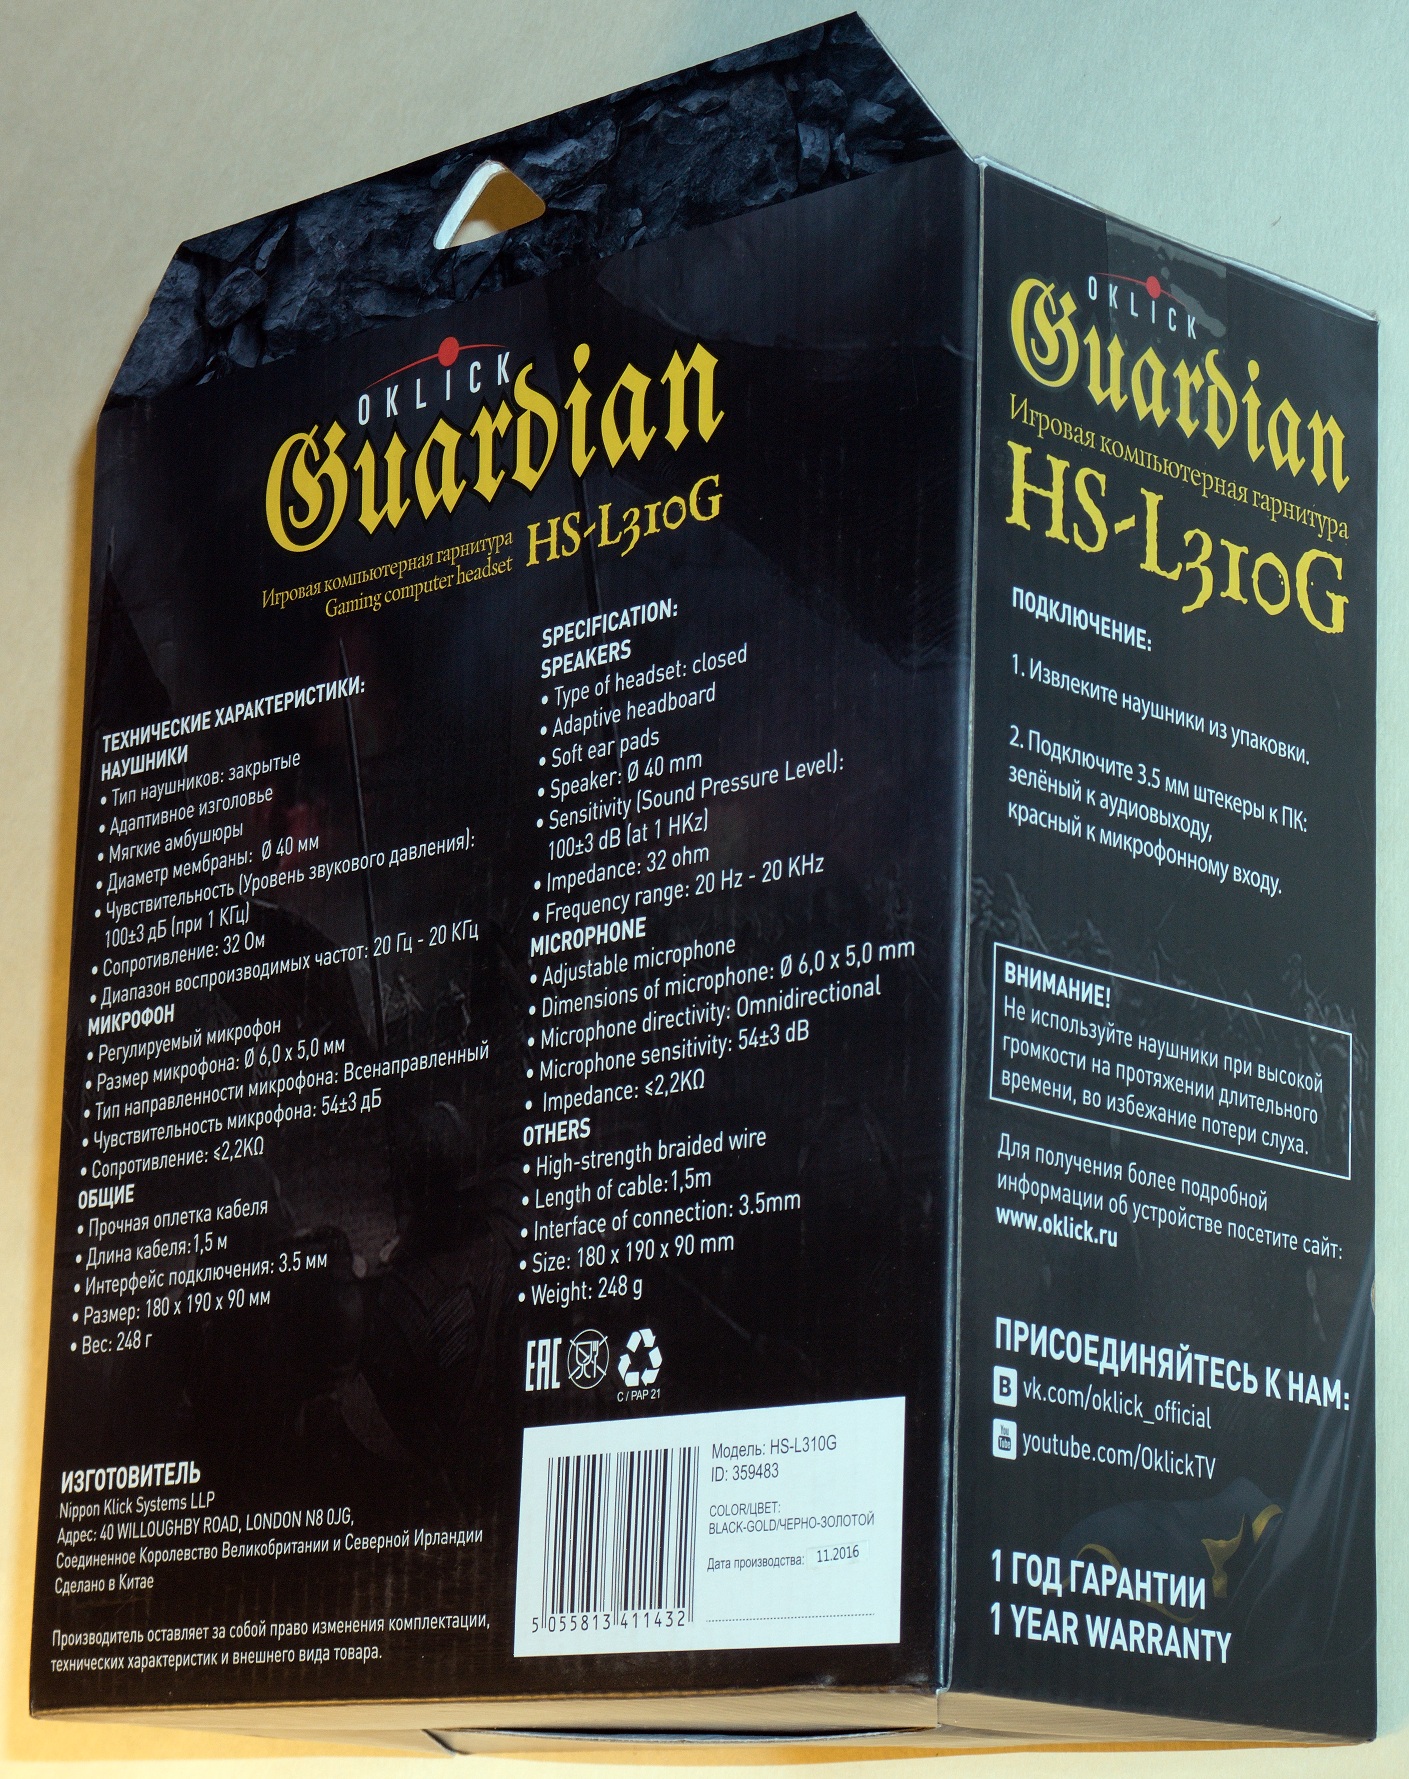 OKLICK
Guardian
Игровая компьютерная гарнитура
Gaming computer headset
HS-L310G
ТЕХНИЧЕСКИЕ ХАРАКТЕРИСТИКИ:
НАУШНИКИ
• Тип наушников: закрытые
• Адаптивное изголовье
• Мягкие амбушюры
• Диаметр мембраны: Ø 40 мм
• Чувствительность (Уровень звукового давления):
100±3 дБ (при 1 КГц)
• Сопротивление: 32 Ом
• Диапазон воспроизводимых частот: 20 Гц - 20 КГц
МИКРОФОН
• Регулируемый микрофон
• Размер микрофона: Ø 6,0 x 5,0 мм
• Тип направленности микрофона: Всенаправленный
• Чувствительность микрофона: 54±3 дБ
• Сопротивление: ≤2,2KΩ
ОБЩИЕ
• Прочная оплетка кабеля
• Длина кабеля:1,5 м
• Интерфейс подключения: 3.5 мм
• Размер: 180 x 190 x 90 мм
• Вес: 248 г
SPECIFICATION:
SPEAKERS
• Type of headset: closed
• Adaptive headboard
• Soft ear pads
• Speaker: Ø 40 mm
• Sensitivity (Sound Pressure Level):
100±3 dB (at 1 HKz)
• Impedance: 32 ohm
• Frequency range: 20 Hz - 20 KHz
MICROPHONE
• Adjustable microphone
• Dimensions of microphone: Ø 6,0 x 5,0 mm
• Microphone directivity: Omnidirectional
• Microphone sensitivity: 54±3 dB
• Impedance: ≤2,2KΩ
OTHERS
• High-strength braided wire
• Length of cable:1,5m
• Interface of connection: 3.5mm
• Size: 180 x 190 x 90 mm
• Weight: 248 g
EAC
C / PAP 21
ИЗГОТОВИТЕЛЬ
Nippon Klick Systems LLP
Адрес: 40 WILLOUGHBY ROAD, LONDON N8 0JG,
Соединенное Королевство Великобритании и Северной Ирландии
Сделано в Китае
Производитель оставляет за собой право изменения комплектации,
технических характеристик и внешнего вида товара.
Модель: HS-L310G
ID: 359483
COLOR/ЦВЕТ:
BLACK-GOLD/ЧЕРНО-ЗОЛОТОЙ
Дата производства: 11.2016
5 055813 411432
OKLICK
Guardian
Игровая компьютерная гарнитура
HS-L310G
ПОДКЛЮЧЕНИЕ:
1. Извлеките наушники из упаковки.
2. Подключите 3.5 мм штекеры к ПК:
зелёный к аудиовыходу,
красный к микрофонному входу.
ВНИМАНИЕ!
Не используйте наушники при высокой
громкости на протяжении длительного
времени, во избежание потери слуха.
Для получения более подробной
информации об устройстве посетите сайт:
www.oklick.ru
ПРИСОЕДИНЯЙТЕСЬ К НАМ:
B vk.com/oklick_official
You Tube youtube.com/OklickTV
1 ГОД ГАРАНТИИ
1 YEAR WARRANTY